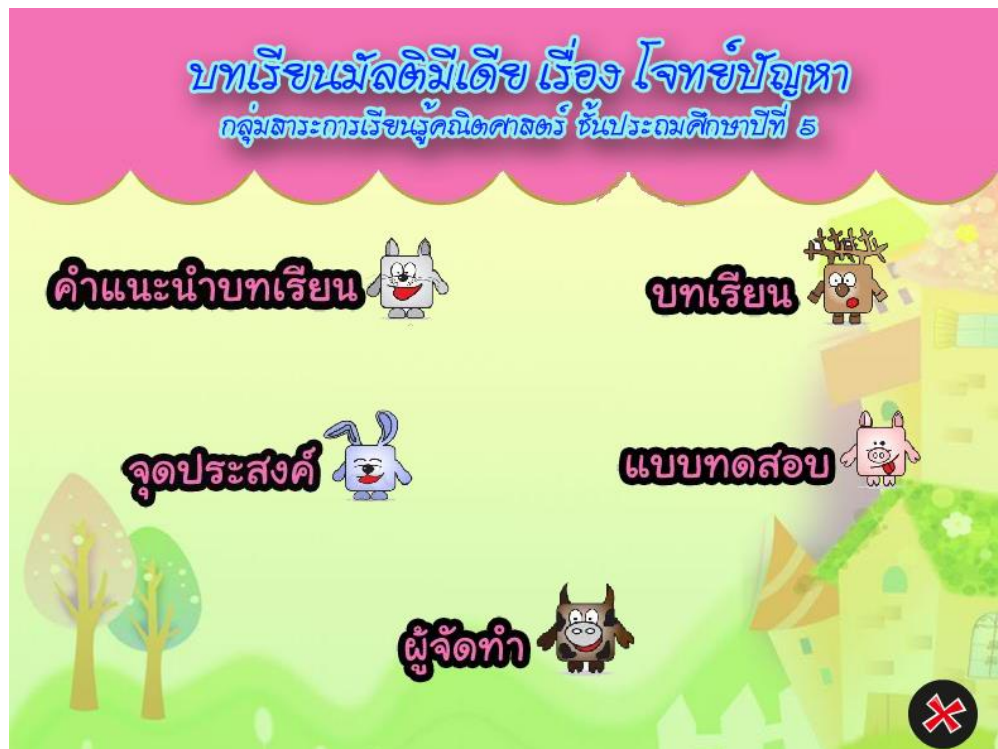 บทเรียนมัลติมีเดีย เรื่อง โจทย์ปัญหา
กลุ่มสาระการเรียนรู้คณิตศาสตร์ ชั้นประถมศึกษาปีที่ 5
คำแนะนำบทเรียน
บทเรียน
จุดประสงค์
แบบทดสอบ
ผู้จัดทำ